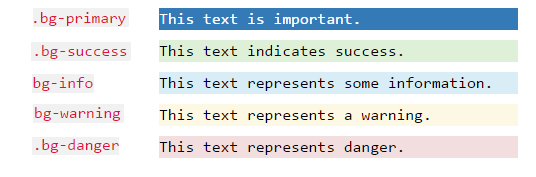 .bg-primary This text is important.
.bg-success This text indicates success.
bg-info This text represents some information.
bg-warning This text represents a warning.
.bg-danger This text represents danger.